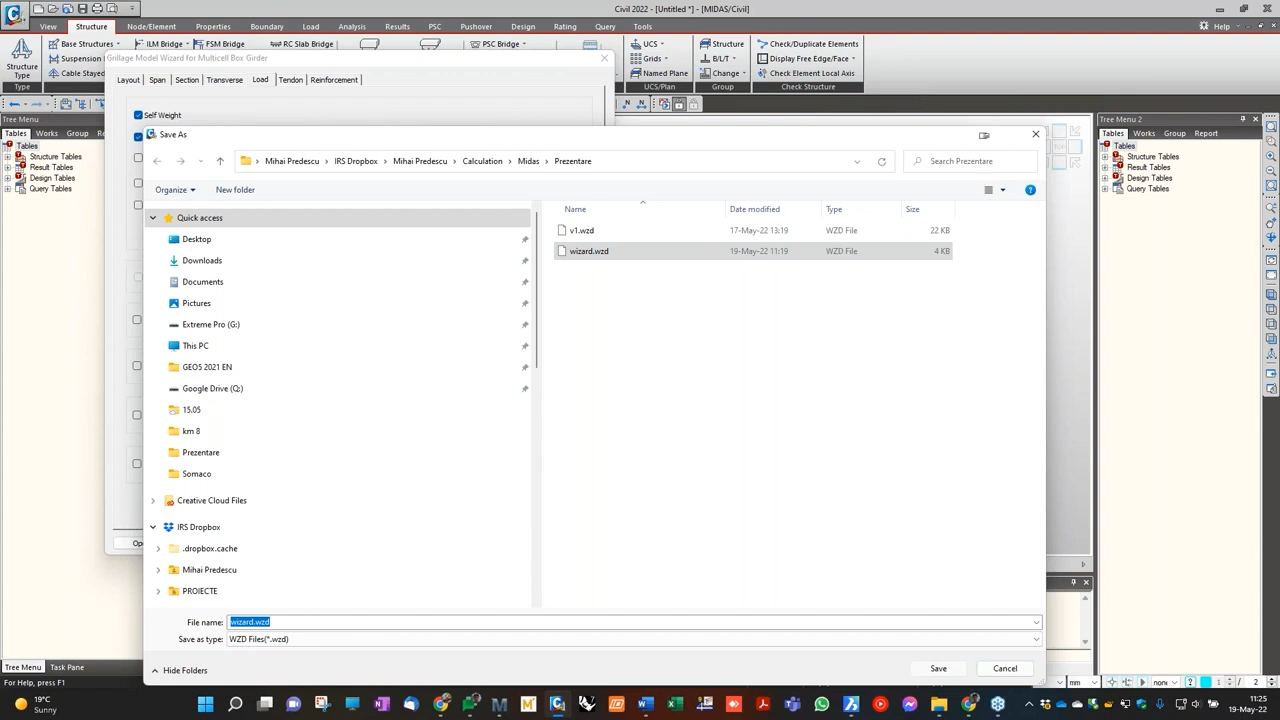 Civil 2022 - [Untitled *] - [MIDAS/Civil]
View Structure Node/Element Properties Boundary Load Analysis Results PSC Pushover Design Rating Query Tools Help
Base Structures ILM Bridge FSM Bridge RC Slab Bridge PSC Bridge UCS Structure Check/Duplicate Elements
Structure Type Suspension Grids B/L/T Display Free Edge/Face
Cable Stayed Named Plane Change Check Element Local Axis
Type UCS/Plan Group Check Structure
Grillage Model Wizard for Multicell Box Girder
Layout Span Section Transverse Load Tendon Reinforcement
Self Weight
Tree Menu
Tables Works Group
Tables
Structure Tables
Result Tables
Design Tables
Query Tables
Save As
Mihai Predescu > IRS Dropbox > Mihai Predescu > Calculation > Midas > Prezentare
Search Prezentare
Organize New folder
Name Date modified Type Size
v1.wzd 17-May-22 13:19 WZD File 22 KB
wizard.wzd 19-May-22 11:19 WZD File 4 KB
Quick access
Desktop
Downloads
Documents
Pictures
Extreme Pro (G:)
This PC
GEO5 2021 EN
Google Drive (Q:)
15.05
km 8
Prezentare
Somaco
Creative Cloud Files
IRS Dropbox
.dropbox.cache
Mihai Predescu
PROIECTE
File name: wizard.wzd
Save as type: WZD Files(*.wzd)
Hide Folders Save Cancel
Tree Menu 2
Tables Works Group Report
Tables
Structure Tables
Result Tables
Design Tables
Query Tables
Tree Menu Task Pane
For Help, press F1
mm none 1 / 2
19°C
Sunny
11:25
19-May-22